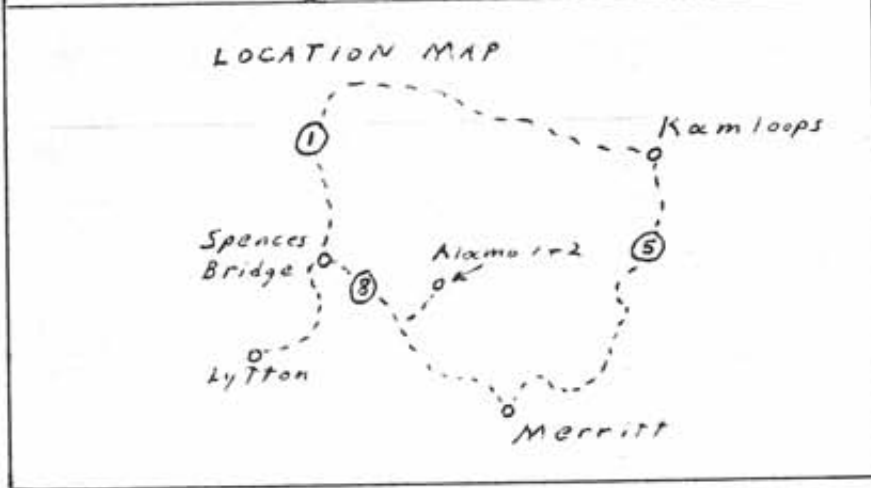 LOCATION MAP
Kamloops
1
5
Spences
Bridge
Alamo 1+2
8
Lytton
Merritt